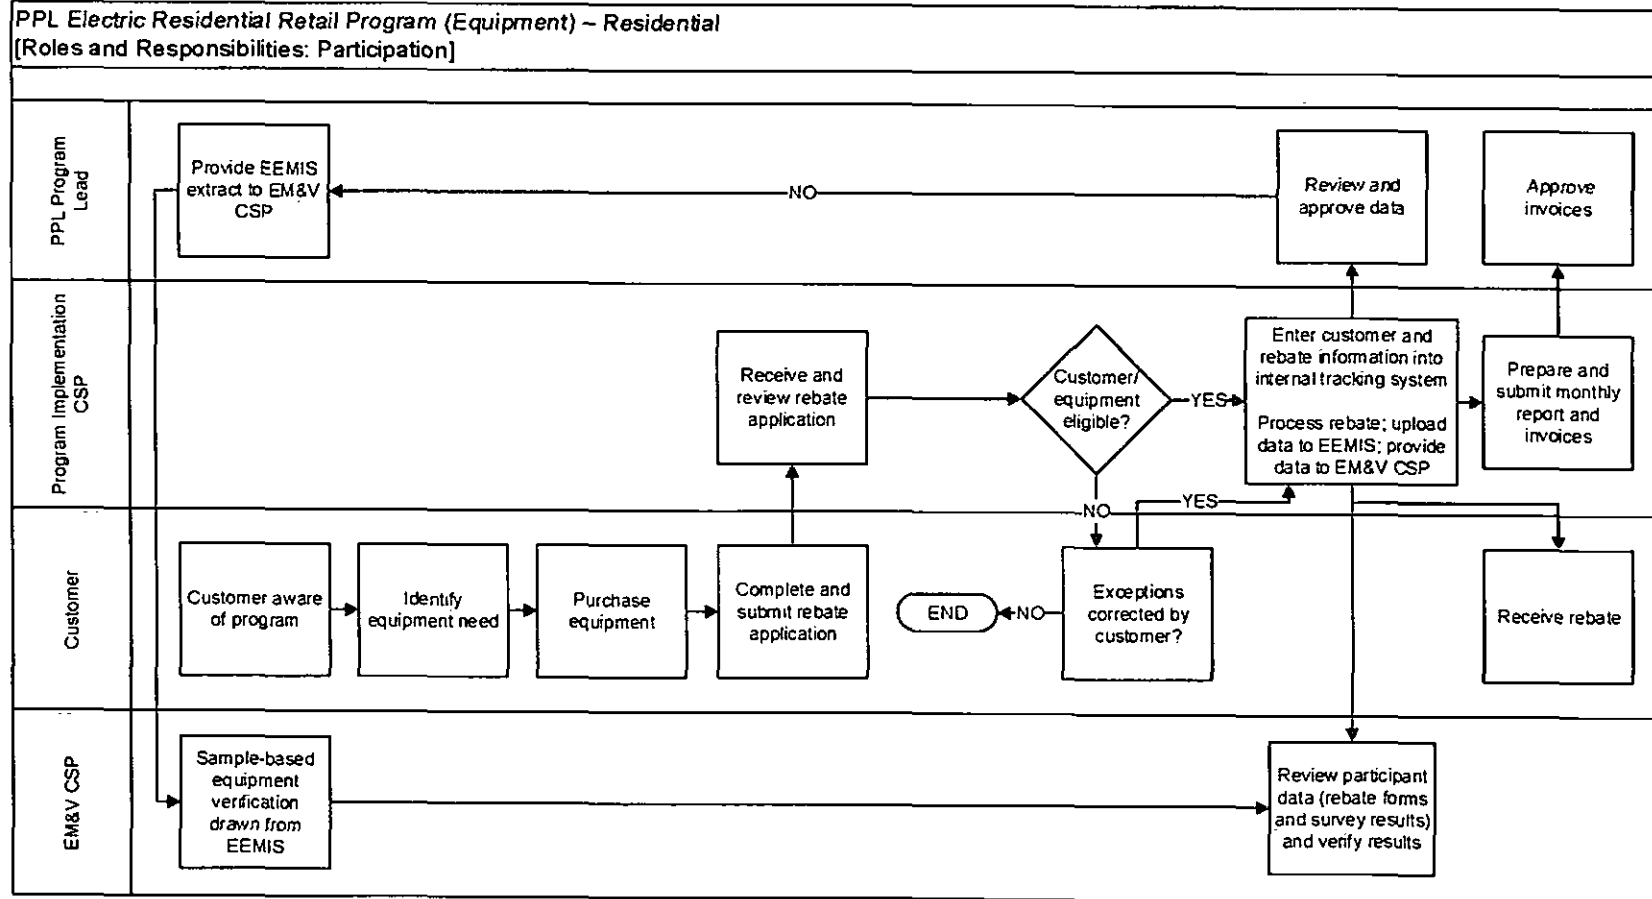 PPL Electric Residential Retail Program (Equipment) – Residential
[Roles and Responsibilities: Participation]
PPL Program
Lead
Provide EEMIS
extract to EM&V
CSP
NO
Review and
approve data
Approve
invoices
Program Implementation
CSP
Receive and
review rebate
application
Customer/
equipment
eligible?
YES
Enter customer and
rebate information into
internal tracking system
Process rebate; upload
data to EEMIS; provide
data to EM&V CSP
Prepare and
submit monthly
report and
invoices
NO
YES
Customer
Customer aware
of program
Identify
equipment need
Purchase
equipment
Complete and
submit rebate
application
END
NO
Exceptions
corrected by
customer?
Receive rebate
EM&V CSP
Sample-based
equipment
verification
drawn from
EEMIS
Review participant
data (rebate forms
and survey results)
and verify results